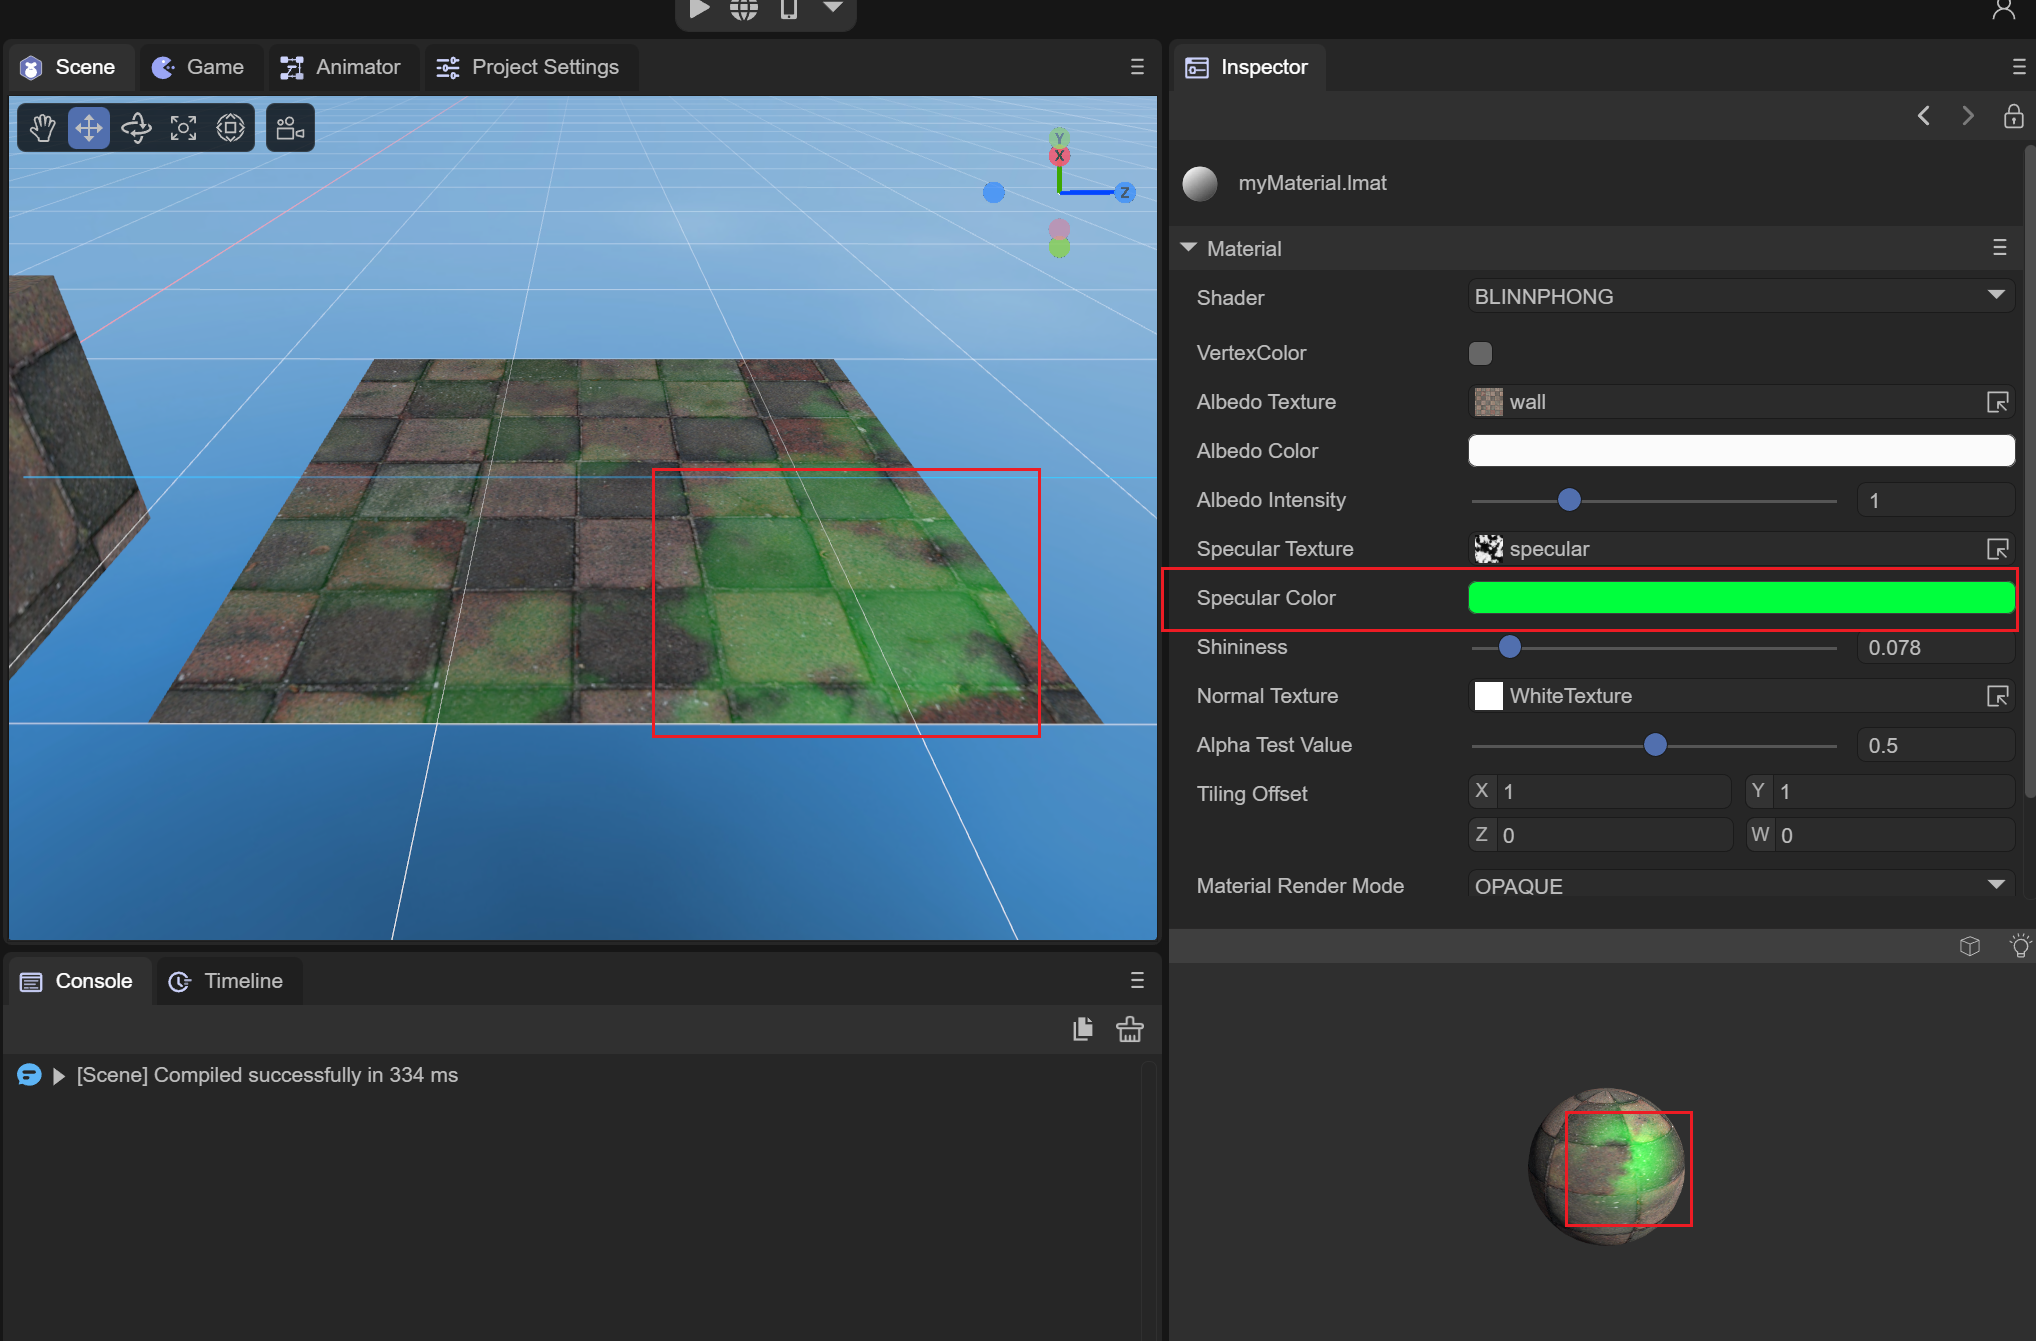 Scene
Game
Animator
Project Settings
Inspector
Y
X
Z
myMaterial.lmat
Material
Shader
BLINNPHONG
VertexColor
Albedo Texture
wall
Albedo Color
Albedo Intensity
1
Specular Texture
specular
Specular Color
Shininess
0.078
Normal Texture
WhiteTexture
Alpha Test Value
0.5
Tiling Offset
X 1
Y 1
Z 0
W 0
Material Render Mode
OPAQUE
Console
Timeline
[Scene] Compiled successfully in 334 ms